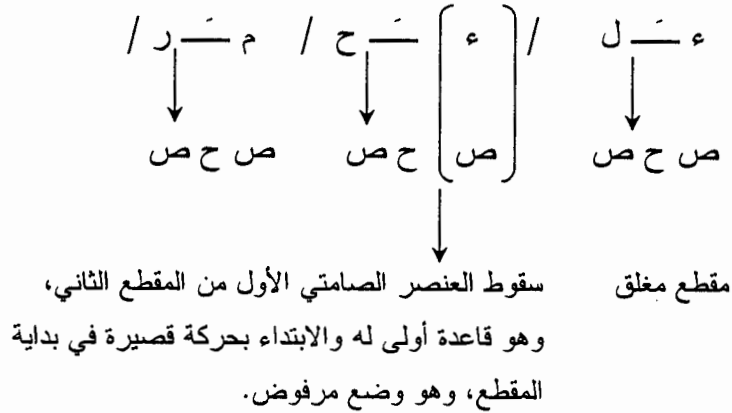 ء ـَ ل / ( ء ) ـَ ح / م ـَ ر /
ص ح ص ( ص ) ح ص ص ح ص
مقطع مغلق سقوط العنصر الصامتي الأول من المقطع الثاني،
وهو قاعدة أولى له والابتداء بحركة قصيرة في بداية
المقطع، وهو وضع مرفوض.